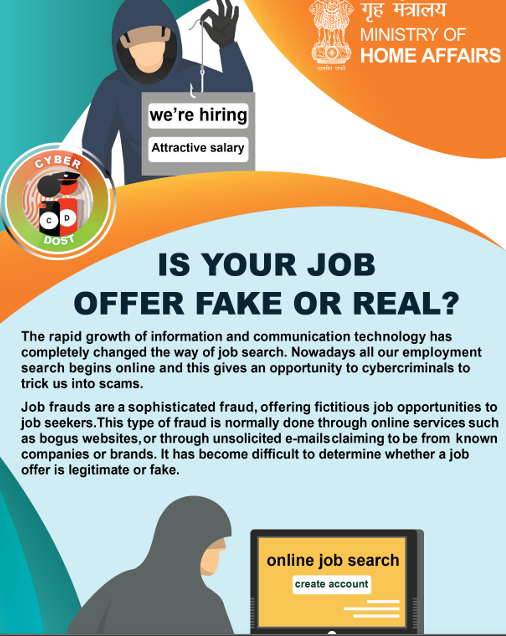 गृह मंत्रालय
MINISTRY OF
HOME AFFAIRS
we're hiring
Attractive salary
CYBER
C D
DOST
IS YOUR JOB
OFFER FAKE OR REAL?
The rapid growth of information and communication technology has
completely changed the way of job search. Nowadays all our employment
search begins online and this gives an opportunity to cybercriminals to
trick us into scams.
Job frauds are a sophisticated fraud, offering fictitious job opportunities to
job seekers.This type of fraud is normally done through online services such
as bogus websites,or through unsolicited e-mailsclaiming to be from known
companies or brands. It has become difficult to determine whether a job
offer is legitimate or fake.
online job search
create account